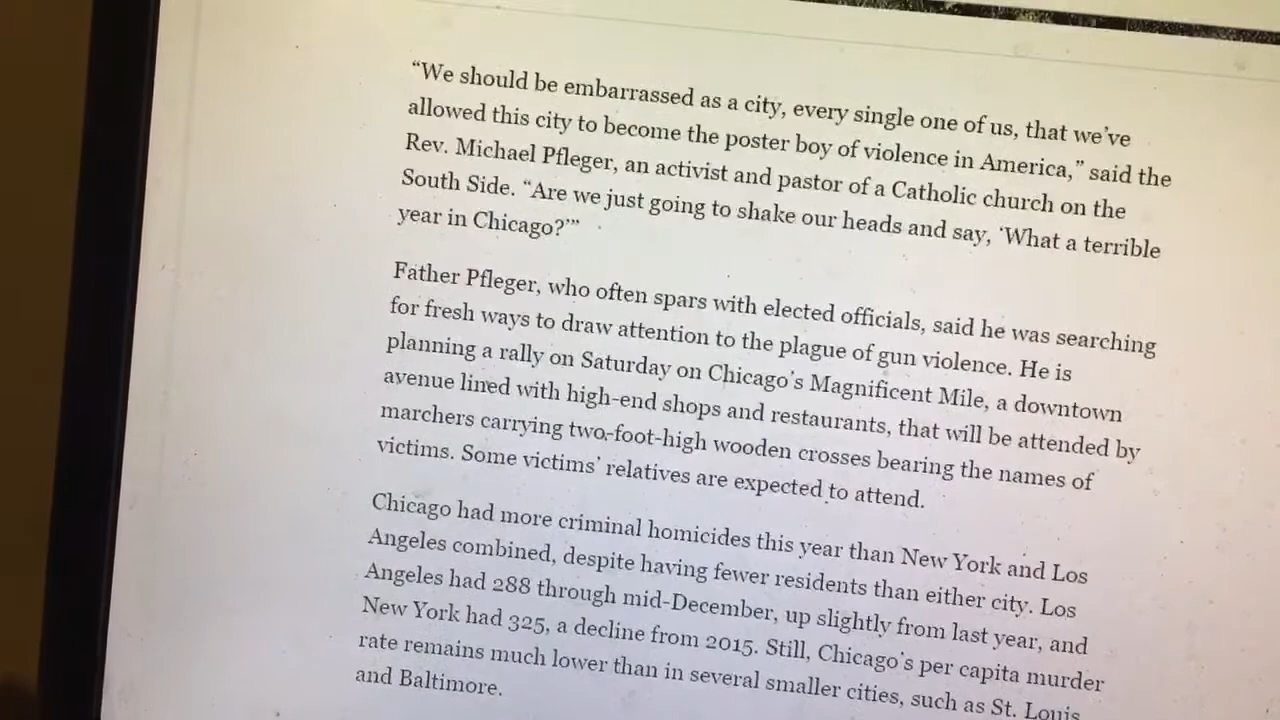 “We should be embarrassed as a city, every single one of us, that we’ve
allowed this city to become the poster boy of violence in America,” said the
Rev. Michael Pfleger, an activist and pastor of a Catholic church on the
South Side. “Are we just going to shake our heads and say, ‘What a terrible
year in Chicago?’”
Father Pfleger, who often spars with elected officials, said he was searching
for fresh ways to draw attention to the plague of gun violence. He is
planning a rally on Saturday on Chicago’s Magnificent Mile, a downtown
avenue lined with high-end shops and restaurants, that will be attended by
marchers carrying two-foot-high wooden crosses bearing the names of
victims. Some victims’ relatives are expected to attend.
Chicago had more criminal homicides this year than New York and Los
Angeles combined, despite having fewer residents than either city. Los
Angeles had 288 through mid-December, up slightly from last year, and
New York had 325, a decline from 2015. Still, Chicago’s per capita murder
rate remains much lower than in several smaller cities, such as St. Louis
and Baltimore.